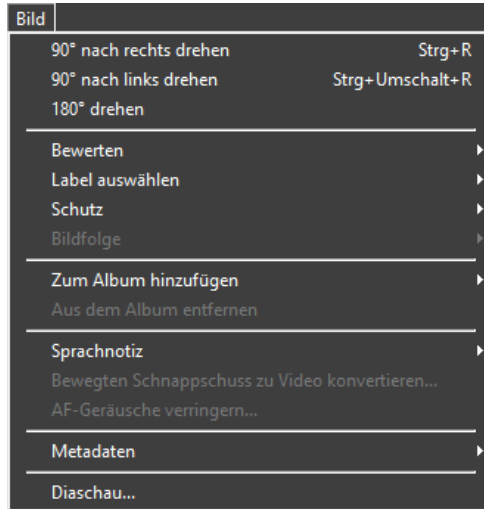 Bild
90° nach rechts drehen Strg+R
90° nach links drehen Strg+Umschalt+R
180° drehen
Bewerten
Label auswählen
Schutz
Bildfolge
Zum Album hinzufügen
Aus dem Album entfernen
Sprachnotiz
Bewegten Schnappschuss zu Video konvertieren...
AF-Geräusche verringern...
Metadaten
Diaschau...